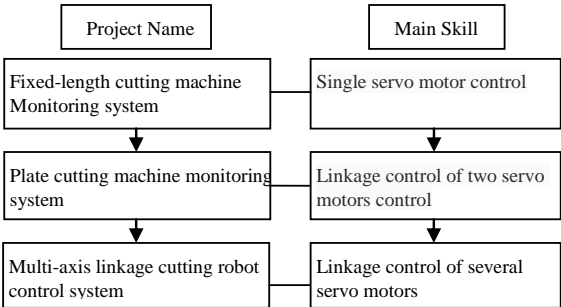 Project Name
Main Skill
Fixed-length cutting machine
Monitoring system
Single servo motor control
Plate cutting machine monitoring
system
Linkage control of two servo
motors control
Multi-axis linkage cutting robot
control system
Linkage control of several
servo motors